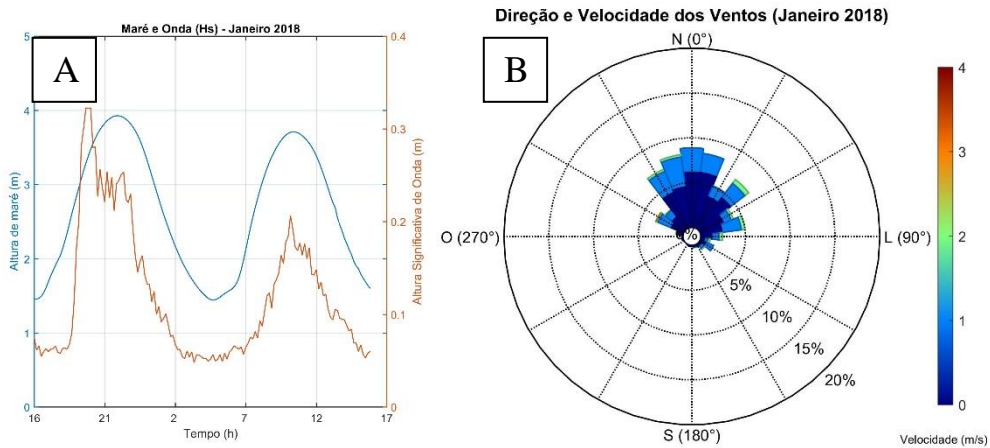 Maré e Onda (Hs) - Janeiro 2018
A
5
4
3
2
1
0
Altura de maré (m)
0.4
0.3
0.2
0.1
0
Altura Significativa de Onda (m)
16
21
2
7
12
17
Tempo (h)
Direção e Velocidade dos Ventos (Janeiro 2018)
B
N (0°)
O (270°)
L (90°)
S (180°)
5%
10%
15%
20%
4
3
2
1
0
Velocidade (m/s)